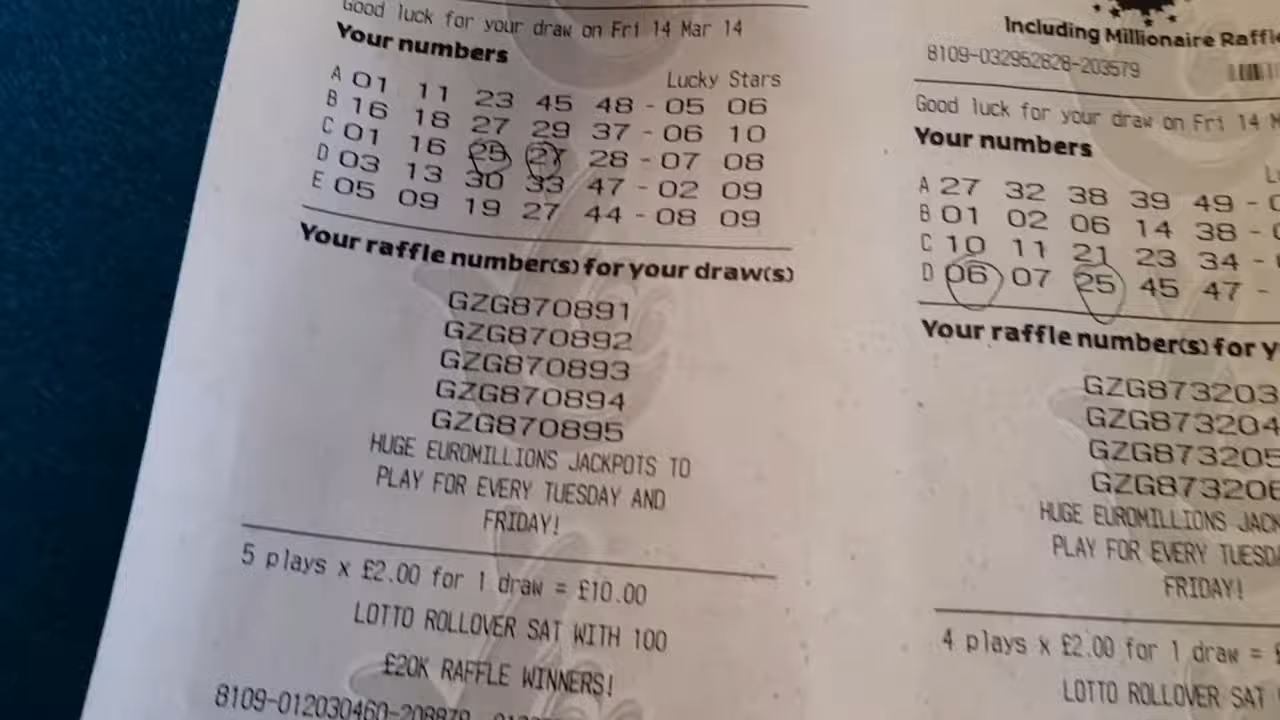 Good luck for your draw on Fri 14 Mar 14
Your numbers
Lucky Stars
A 01 11 23 45 48 - 05 06
B 16 18 27 29 37 - 06 10
C 01 16 25 27 28 - 07 08
D 03 13 30 33 47 - 02 09
E 05 09 19 27 44 - 08 09
Your raffle number(s) for your draw(s)
GZG870891
GZG870892
GZG870893
GZG870894
GZG870895
HUGE EUROMILLIONS JACKPOTS TO
PLAY FOR EVERY TUESDAY AND
FRIDAY!
5 plays x £2.00 for 1 draw = £10.00
LOTTO ROLLOVER SAT WITH 100
£20K RAFFLE WINNERS!
Including Millionaire
8109-032952828-203579
Good luck for your draw on Fri 14
Your numbers
A 27 32 38 39 49 -
B 01 02 06 14 38 -
C 10 11 21 23 34 -
D 06 07 25 45 47 -
Your raffle number(s) for
GZG873203
GZG873204
GZG873205
GZG873206
HUGE EUROMILLIONS
PLAY FOR EVERY
FRIDAY!
4 plays x £2.00 for 1 draw =
LOTTO ROLLOVER SAT